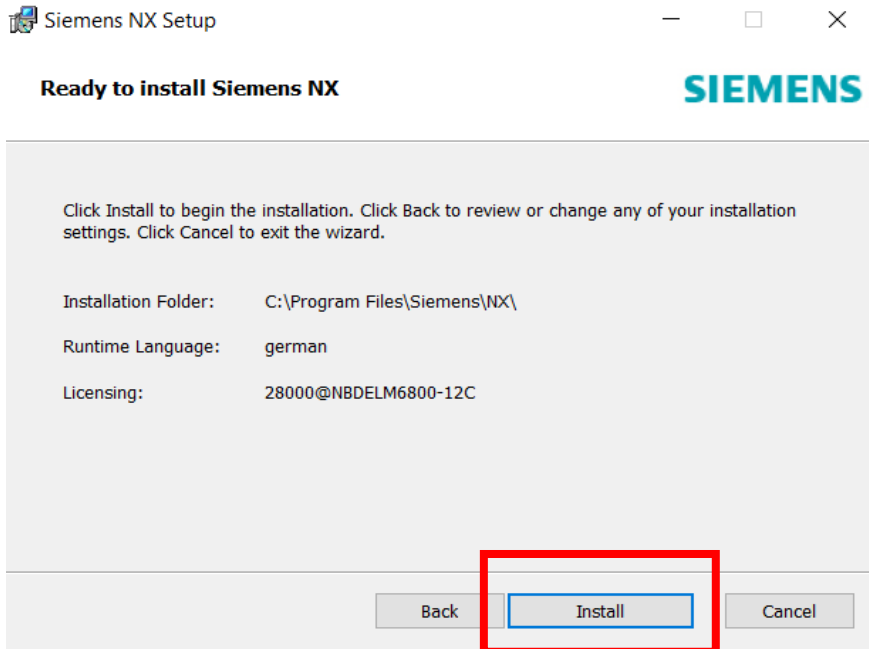 Siemens NX Setup
Ready to install Siemens NX
SIEMENS
Click Install to begin the installation. Click Back to review or change any of your installation
settings. Click Cancel to exit the wizard.
Installation Folder: C:\Program Files\Siemens\NX\
Runtime Language: german
Licensing: 28000@NBDELM6800-12C
Back Install Cancel